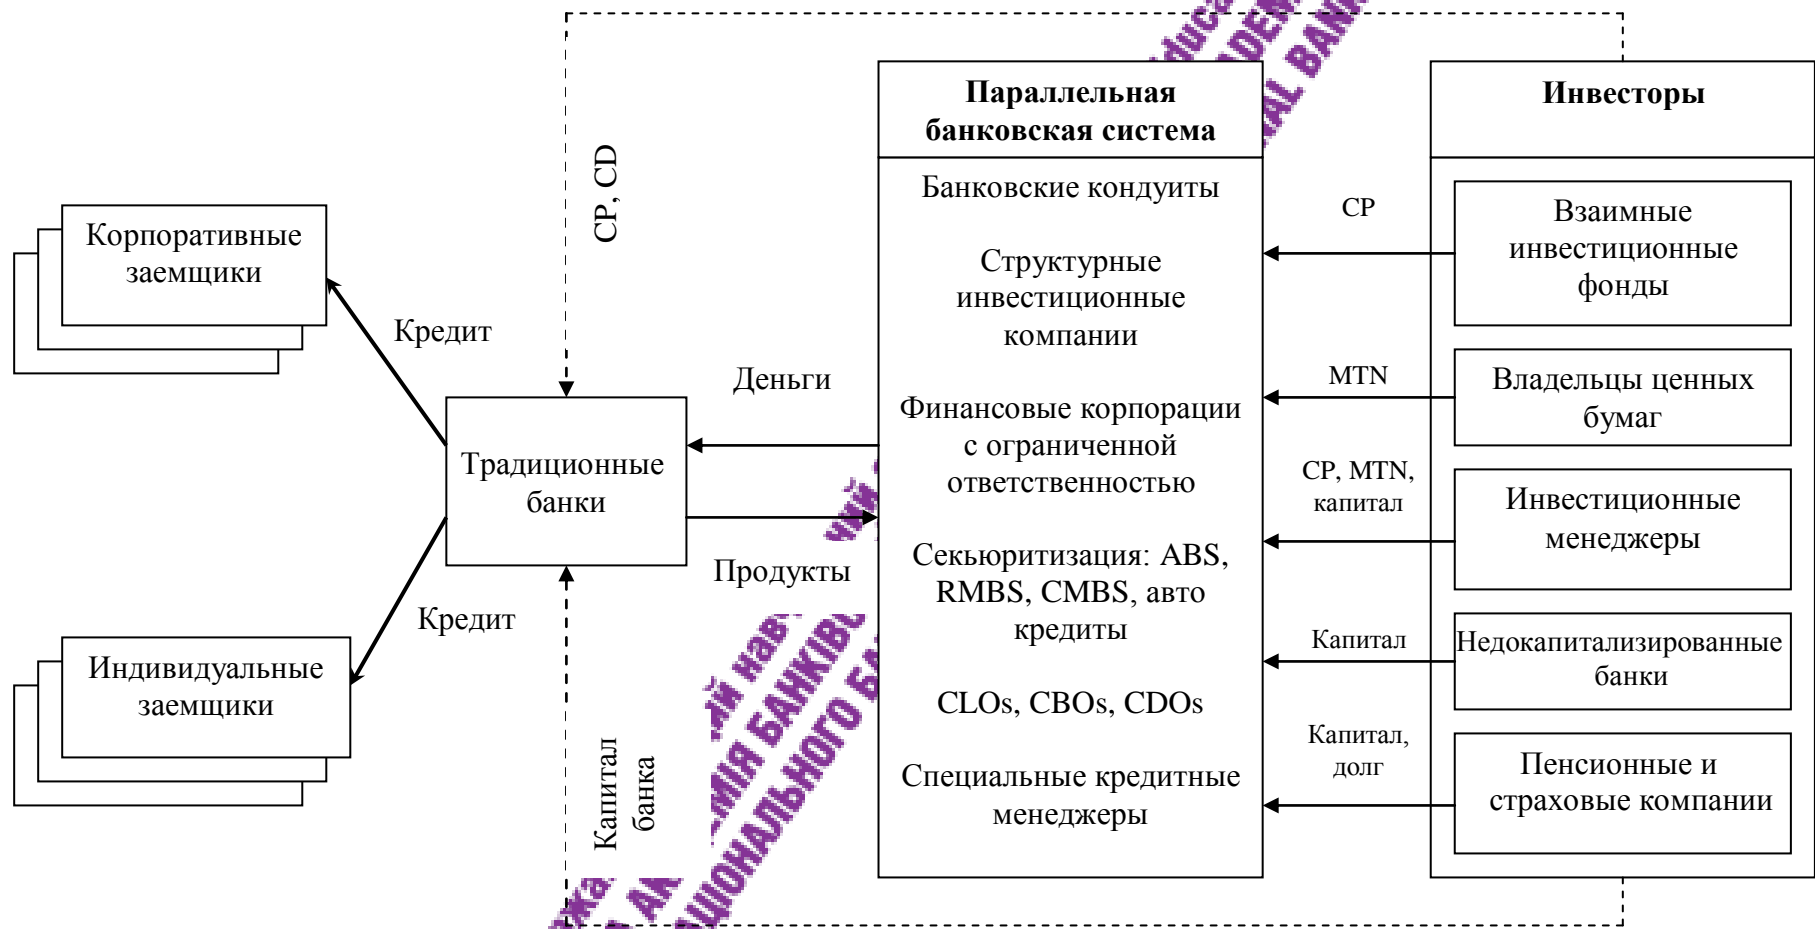 Параллельная
банковская система
Инвесторы
Корпоративные
заемщики
Кредит
Индивидуальные
заемщики
Кредит
CP, CD
Традиционные
банки
Капитал
банка
Деньги
Продукты
Банковские кондуиты
Структурные
инвестиционные
компании
Финансовые корпорации
с ограниченной
ответственностью
Секьюритизация: ABS,
RMBS, CMBS, авто
кредиты
CLOs, CBOs, CDOs
Специальные кредитные
менеджеры
CP
MTN
CP, MTN,
капитал
Капитал
Капитал,
долг
Взаимные
инвестиционные
фонды
Владельцы ценных
бумаг
Инвестиционные
менеджеры
Недокапитализированные
банки
Пенсионные и
страховые компании